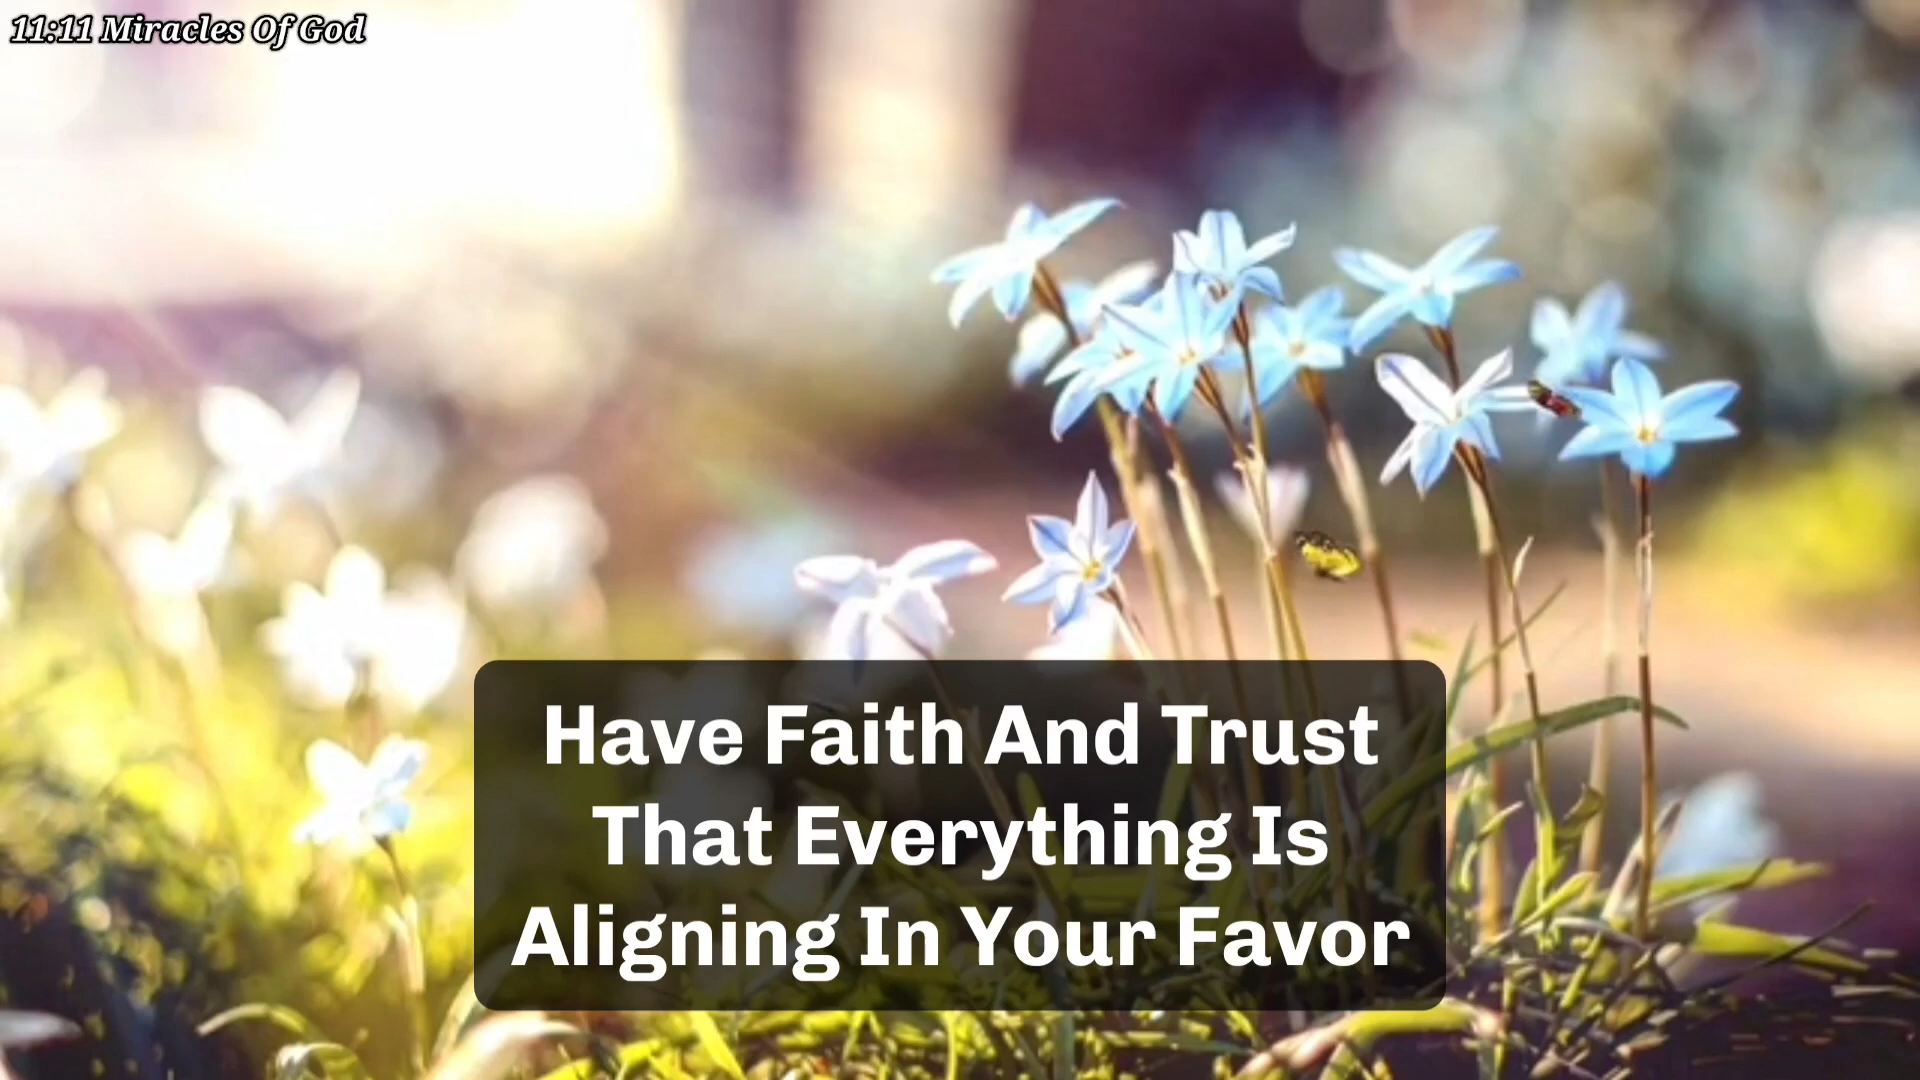 11:11 Miracles Of God
Have Faith And Trust
That Everything Is
Aligning In Your Favor